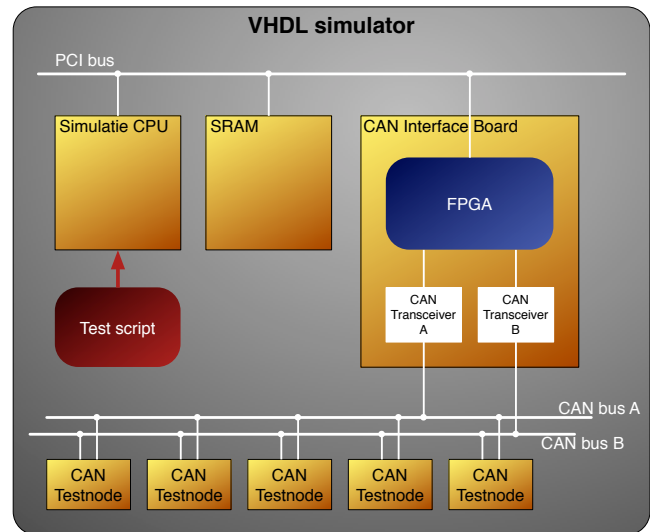 VHDL simulator
PCI bus
Simulatie CPU
SRAM
CAN Interface Board
FPGA
CAN
Transceiver
A
CAN
Transceiver
B
Test script
CAN bus A
CAN bus B
CAN
Testnode
CAN
Testnode
CAN
Testnode
CAN
Testnode
CAN
Testnode